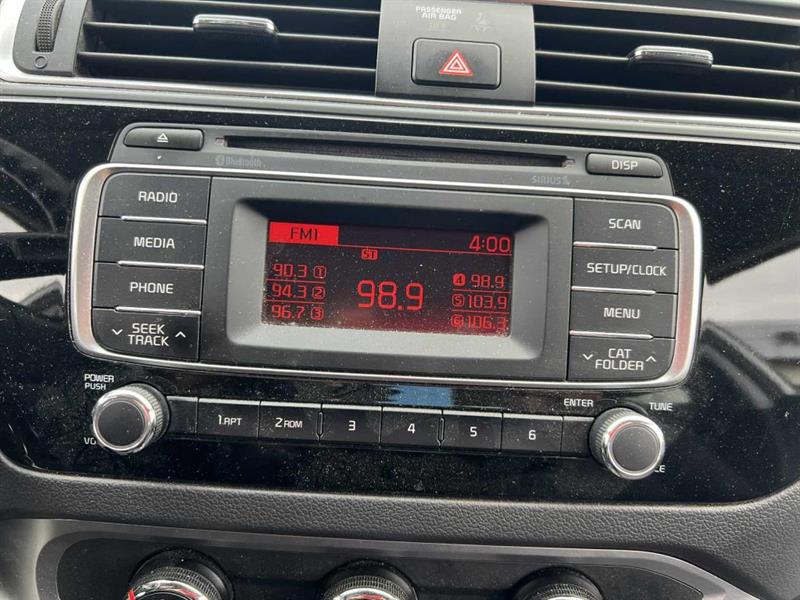 PASSENGER
AIR BAG
Bluetooth
SIRIUS
DISP
RADIO
MEDIA
PHONE
SEEK
TRACK
FM1
4:00
ST
90.3 1
94.3 2
96.7 3
98.9
4 98.9
5 103.9
6 106.3
SCAN
SETUP/CLOCK
MENU
CAT
FOLDER
POWER
PUSH
VO
1 RPT
2 RDM
3
4
5
6
ENTER
TUNE
LE